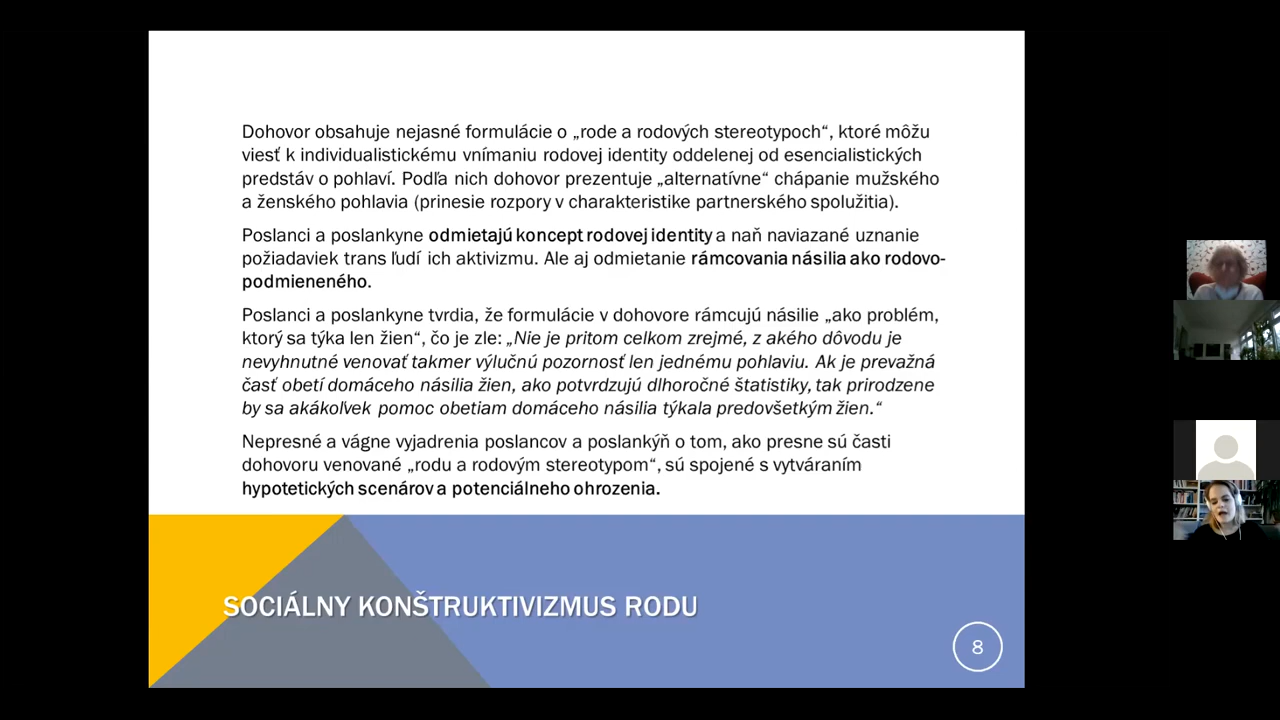 Dohovor obsahuje nejasné formulácie o „rode a rodových stereotypoch“, ktoré môžu
viesť k individualistickému vnímaniu rodovej identity oddelenej od esencialistických
predstáv o pohlaví. Podľa nich dohovor prezentuje „alternatívne“ chápanie mužského
a ženského pohlavia (prinesie rozpory v charakteristike partnerského spolužitia).
Poslanci a poslankyne odmietajú koncept rodovej identity a naň naviazané uznanie
požiadaviek trans ľudí ich aktivizmu. Ale aj odmietanie rámcovania násilia ako rodovo-
podmieneného.
Poslanci a poslankyne tvrdia, že formulácie v dohovore rámcujú násilie „ako problém,
ktorý sa týka len žien“, čo je zle: „Nie je pritom celkom zrejmé, z akého dôvodu je
nevyhnutné venovať takmer výlučnú pozornosť len jednému pohlaviu. Ak je prevažná
časť obetí domáceho násilia žien, ako potvrdzujú dlhoročné štatistiky, tak prirodzene
by sa akákoľvek pomoc obetiam domáceho násilia týkala predovšetkým žien.“
Nepresné a vágne vyjadrenia poslancov a poslankýň o tom, ako presne sú časti
dohovoru venované „rodu a rodovým stereotypom“, sú spojené s vytváraním
hypotetických scenárov a potenciálneho ohrozenia.
SOCIÁLNY KONŠTRUKTIVIZMUS RODU
8